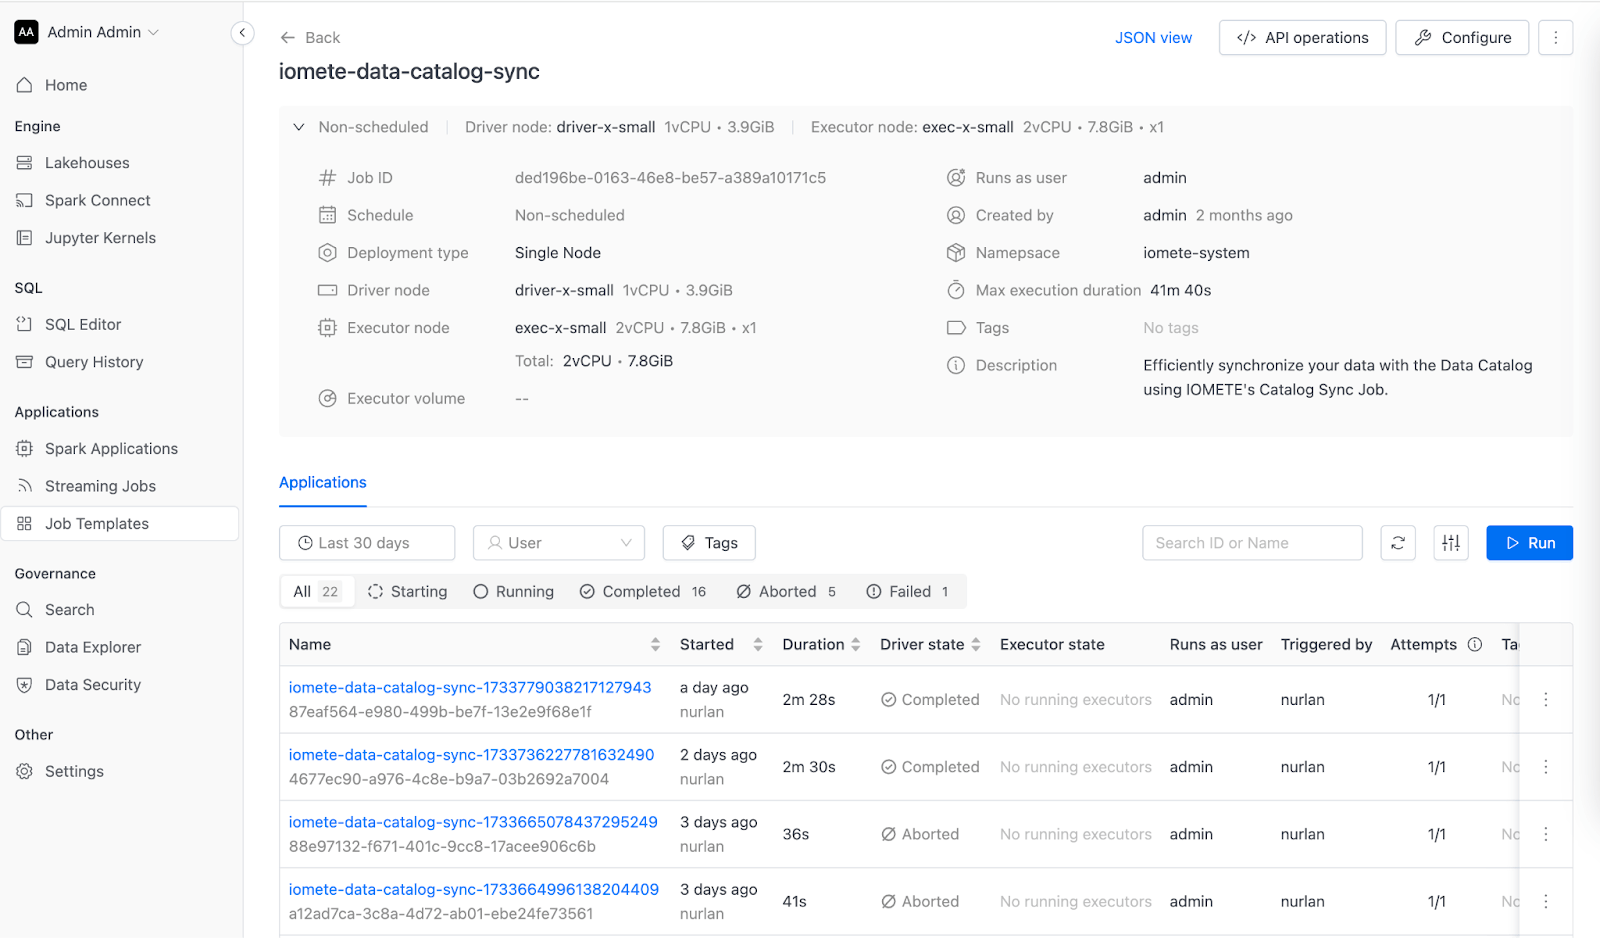 AA Admin Admin
Home
Engine
Lakehouses
Spark Connect
Jupyter Kernels
SQL
SQL Editor
Query History
Applications
Spark Applications
Streaming Jobs
Job Templates
Governance
Search
Data Explorer
Data Security
Other
Settings
Back
JSON view
</> API operations
Configure
iomete-data-catalog-sync
Non-scheduled Driver node: driver-x-small 1vCPU • 3.9GiB Executor node: exec-x-small 2vCPU • 7.8GiB • x1
Job ID ded196be-0163-46e8-be57-a389a10171c5
Schedule Non-scheduled
Deployment type Single Node
Driver node driver-x-small 1vCPU • 3.9GiB
Executor node exec-x-small 2vCPU • 7.8GiB • x1
Total: 2vCPU • 7.8GiB
Executor volume --
Runs as user admin
Created by admin 2 months ago
Namepsace iomete-system
Max execution duration 41m 40s
Tags No tags
Description Efficiently synchronize your data with the Data Catalog
using IOMETE's Catalog Sync Job.
Applications
Last 30 days User Tags Search ID or Name Run
All 22 Starting Running Completed 16 Aborted 5 Failed 1
Name Started Duration Driver state Executor state Runs as user Triggered by Attempts Ta
iomete-data-catalog-sync-1733779038217127943 a day ago
87eaf564-e980-499b-be7f-13e2e9f68e1f nurlan
2m 28s Completed No running executors admin nurlan 1/1 No
iomete-data-catalog-sync-1733736227781632490 2 days ago
4677ec90-a976-4c8e-b9a7-03b2692a7004 nurlan
2m 30s Completed No running executors admin nurlan 1/1 No
iomete-data-catalog-sync-1733665078437295249 3 days ago
88e97132-f671-401c-9cc8-17acee906c6b nurlan
36s Aborted No running executors admin nurlan 1/1 No
iomete-data-catalog-sync-1733664996138204409 3 days ago
a12ad7ca-3c8a-4d72-ab01-ebe24fe73561 nurlan
41s Aborted No running executors admin nurlan 1/1 No